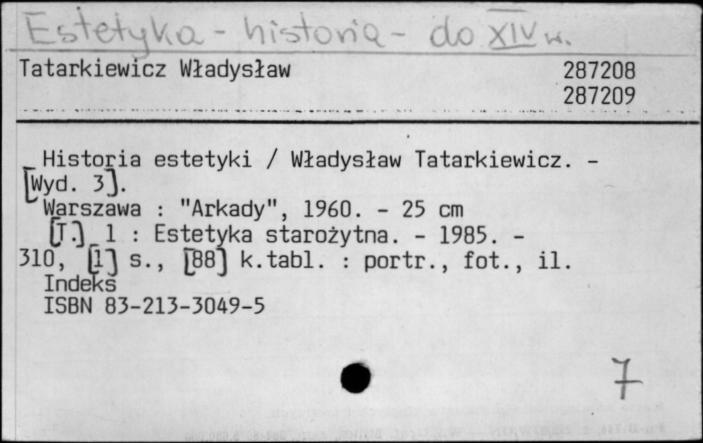 Estetyka - historia - do XIV w.
Tatarkiewicz Władysław 287208
287209
Historia estetyki / Władysław Tatarkiewicz. -
[Wyd. 3].
Warszawa : "Arkady", 1960. - 25 cm
[T.] 1 : Estetyka starożytna. - 1985. -
310, [1] s., [88] k.tabl. : portr., fot., il.
Indeks
ISBN 83-213-3049-5
7